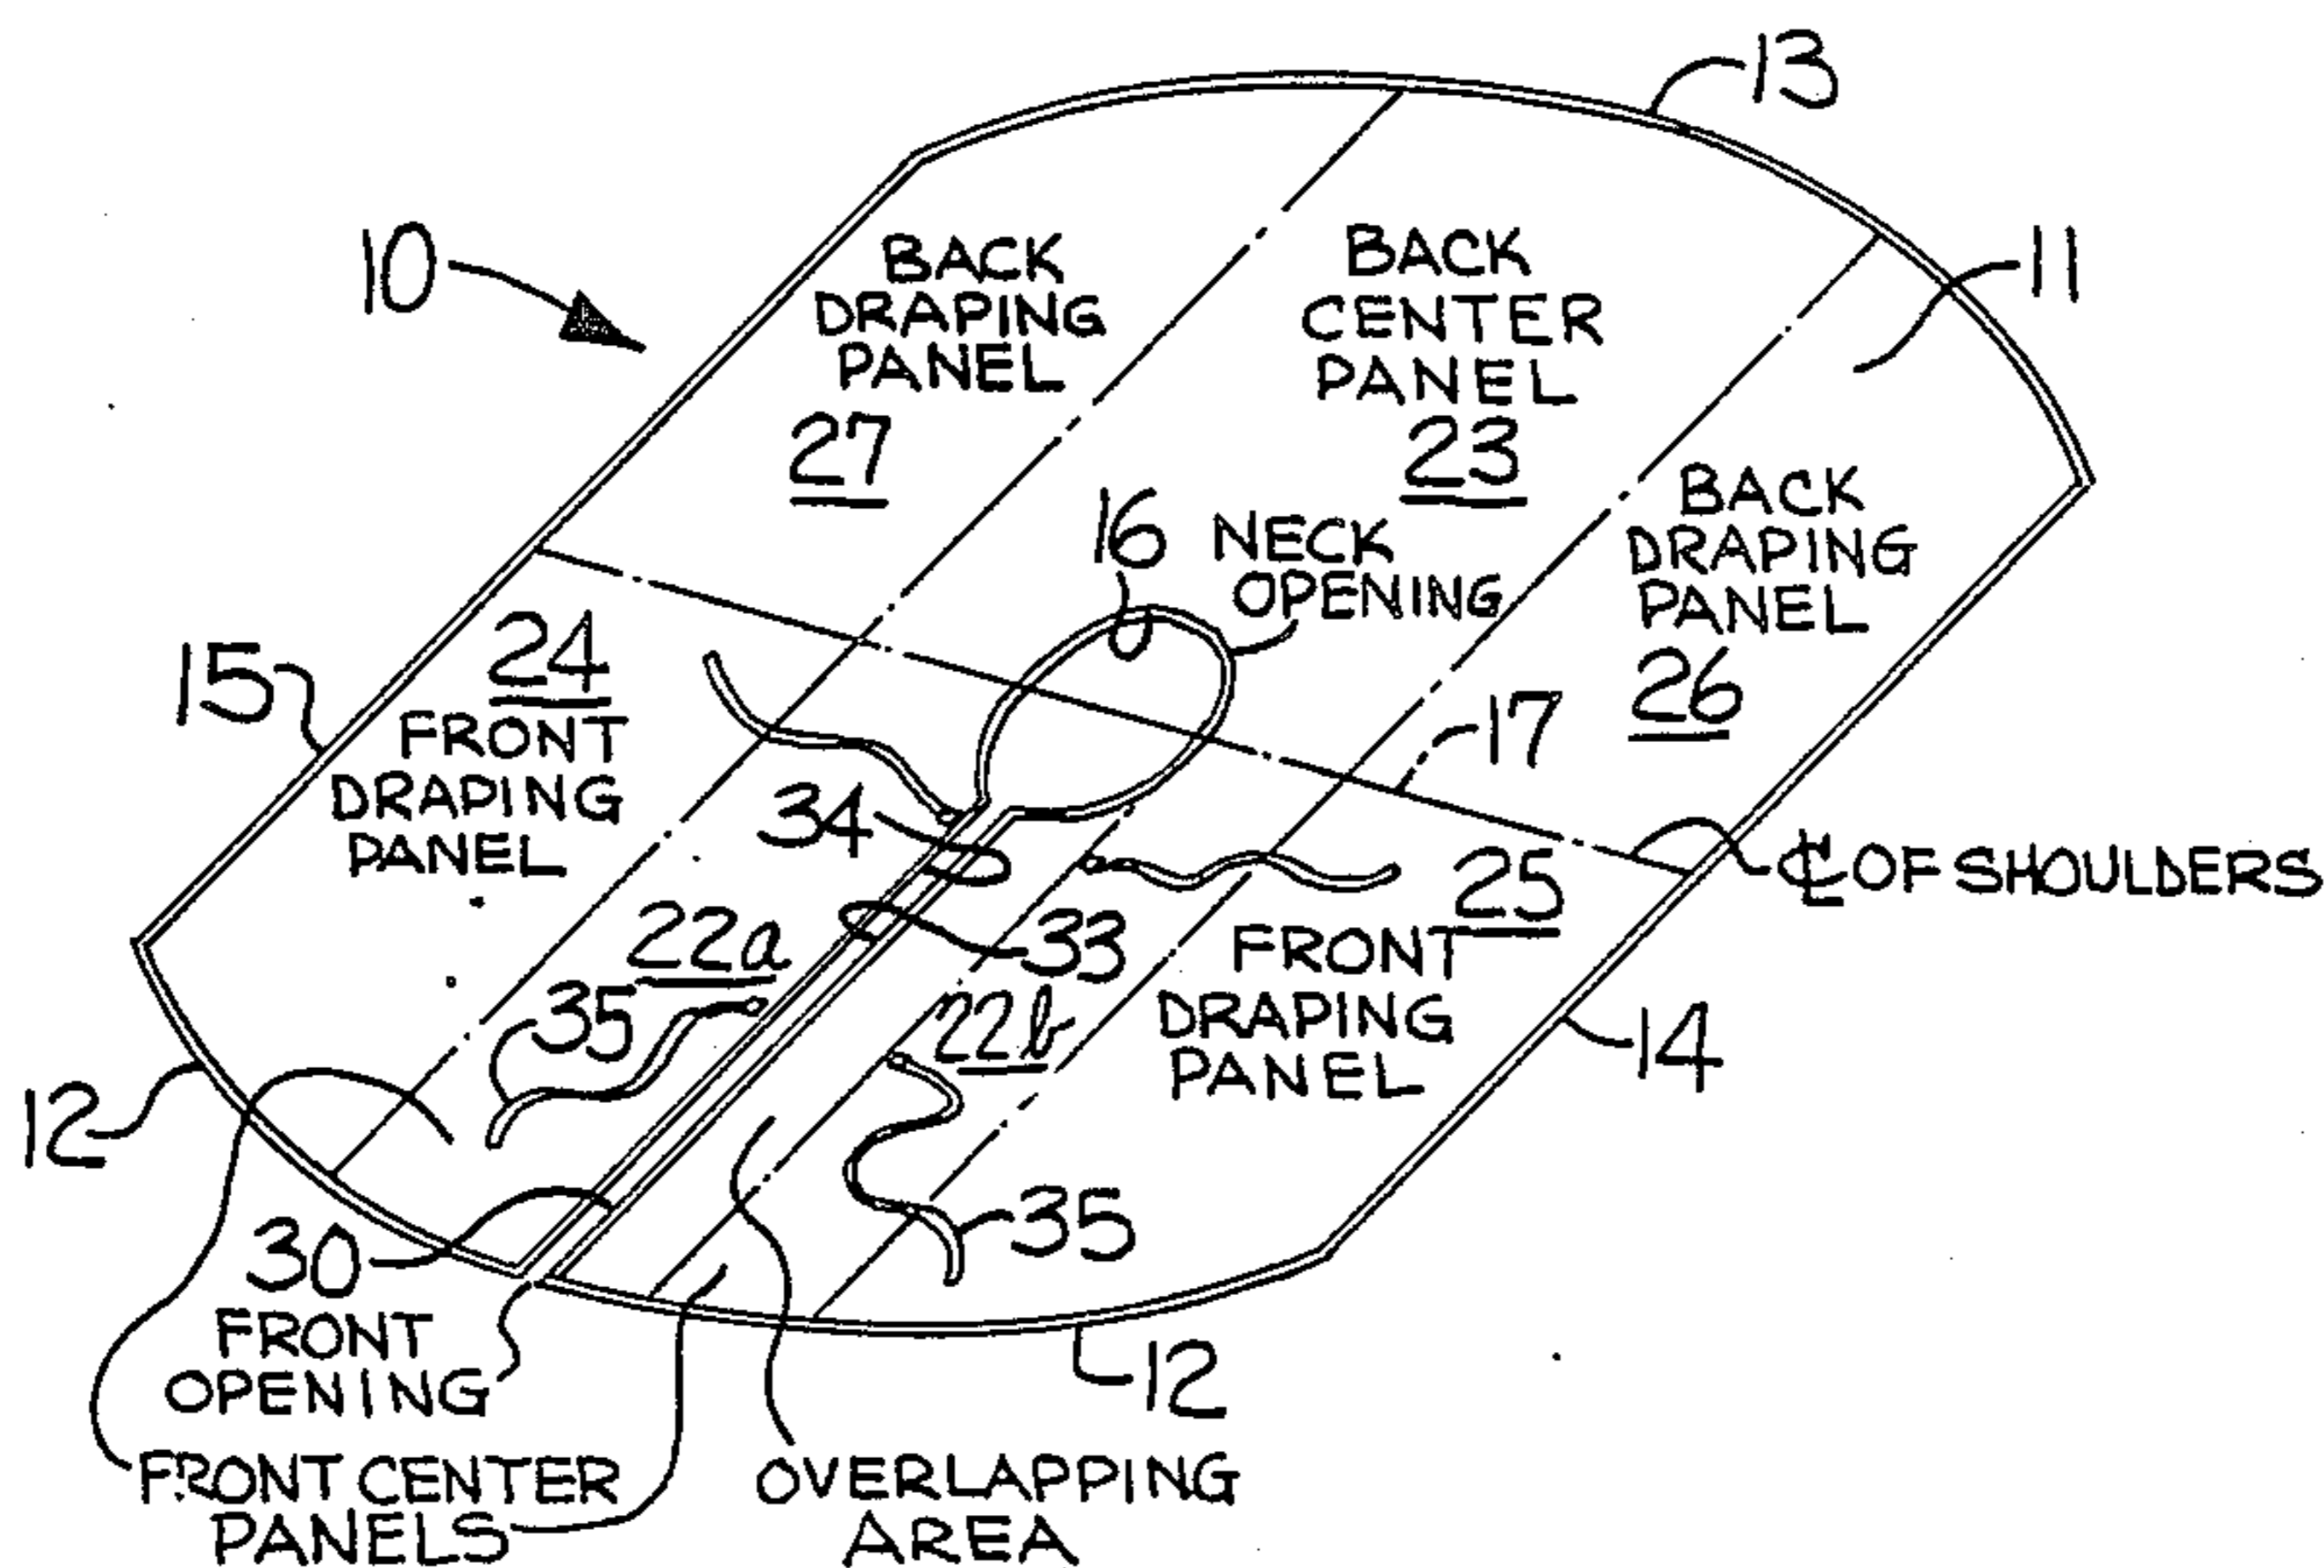 13
10
BACK
DRAPING
PANEL
27
BACK
CENTER
PANEL
23
11
BACK
DRAPING
PANEL
26
16
NECK
OPENING
24
FRONT
DRAPING
PANEL
15
17
34
25
℄ OF SHOULDERS
22a
33
FRONT
DRAPING
PANEL
35
22b
14
12
30
35
FRONT
OPENING
12
FRONT CENTER
PANELS
OVERLAPPING
AREA